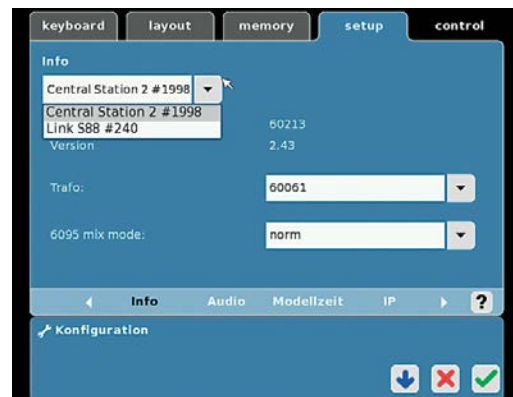 keyboard layout memory setup control
Info
Central Station 2 #1998
Central Station 2 #1998
Link S88 #240
60213
Version 2.43
Trafo: 60061
6095 mix mode: norm
Info Audio Modellzeit IP ?
Konfiguration